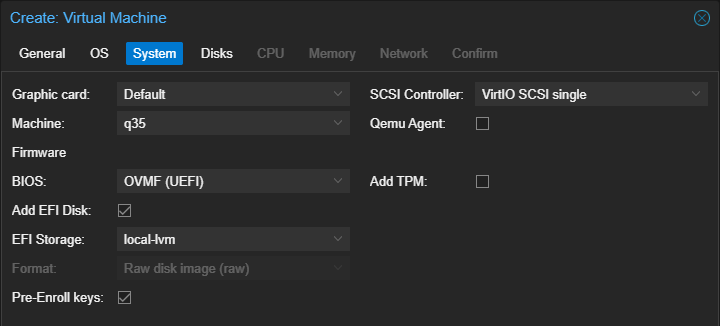 Create: Virtual Machine
General OS System Disks CPU Memory Network Confirm
Graphic card: Default SCSI Controller: VirtIO SCSI single
Machine: q35 Qemu Agent:
Firmware
BIOS: OVMF (UEFI) Add TPM:
Add EFI Disk:
EFI Storage: local-lvm
Format: Raw disk image (raw)
Pre-Enroll keys: